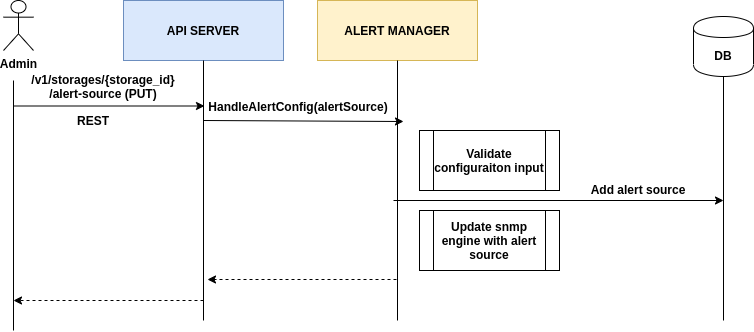 API SERVER
ALERT MANAGER
DB
Admin
/v1/storages/{storage_id}
/alert-source (PUT)
REST
HandleAlertConfig(alertSource)
Validate
configuraiton input
Add alert source
Update snmp
engine with alert
source